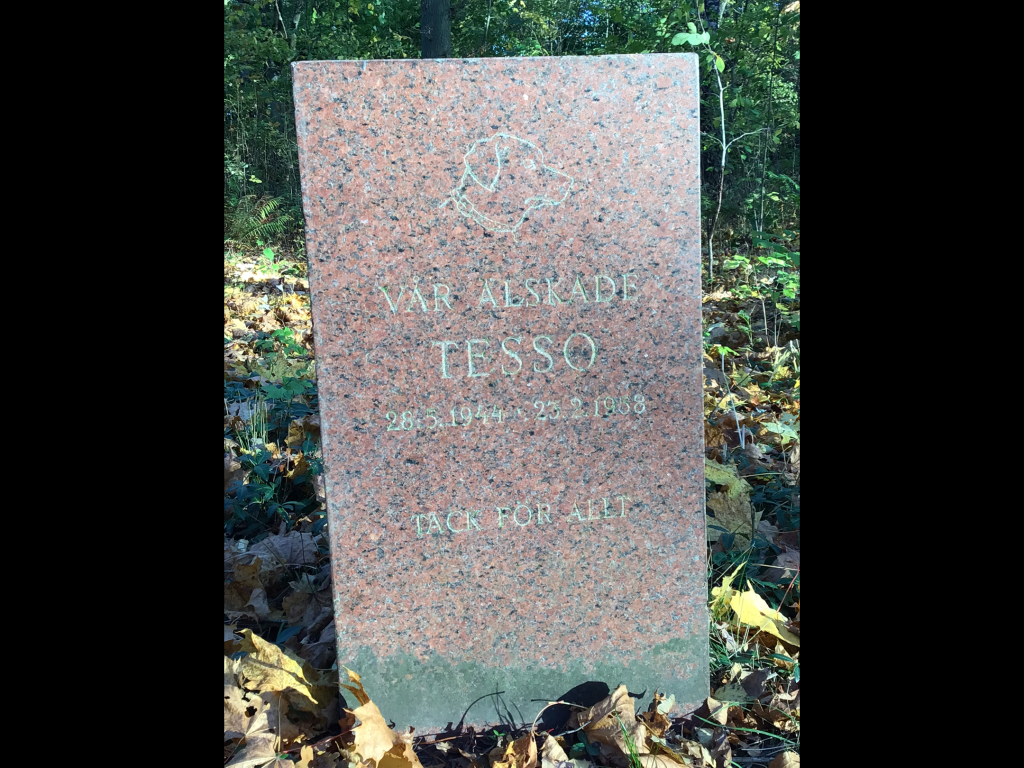 VÅR ÄLSKADE
TESSO
28.5.1944 - 23.2.1958
TACK FÖR ALLT